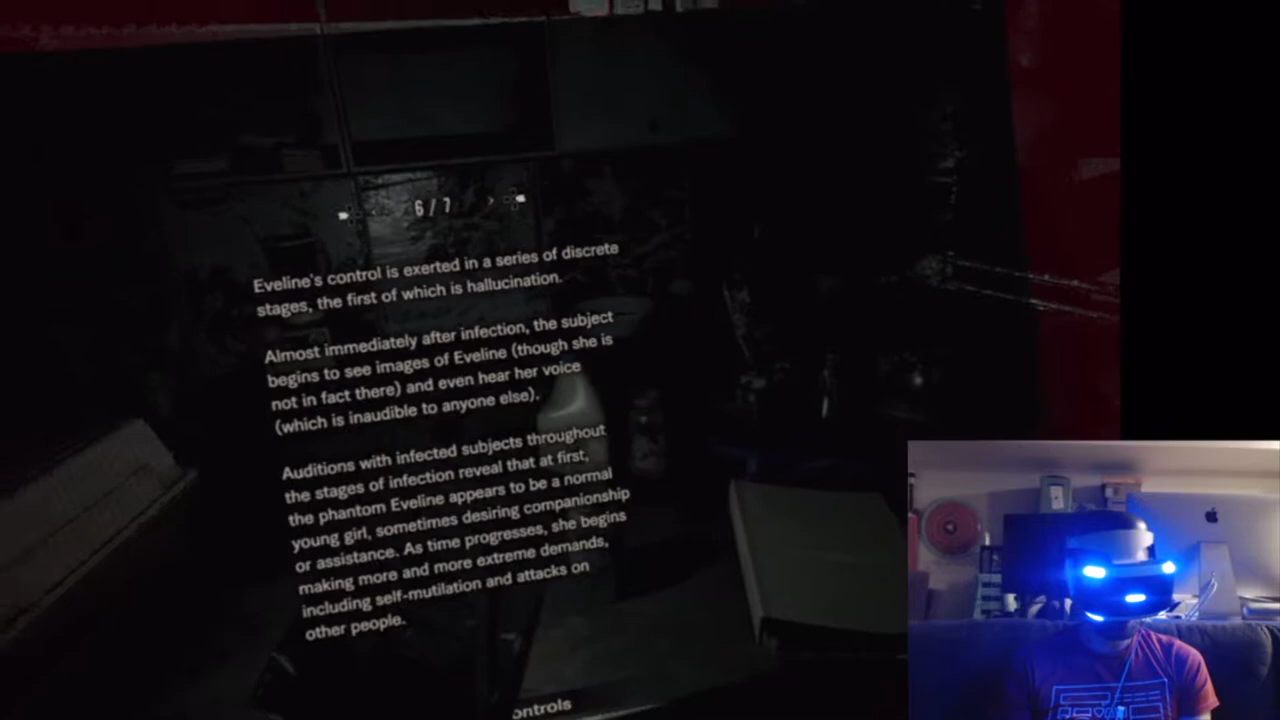 6 / 7
Eveline's control is exerted in a series of discrete
stages, the first of which is hallucination.
Almost immediately after infection, the subject
begins to see images of Eveline (though she is
not in fact there) and even hear her voice
(which is inaudible to anyone else).
Auditions with infected subjects throughout
the stages of infection reveal that at first,
the phantom Eveline appears to be a normal
young girl, sometimes desiring companionship
or assistance. As time progresses, she begins
making more and more extreme demands,
including self-mutilation and attacks on
other people.
ontrols